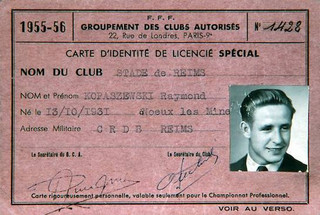 1955-56
F. F. F.
GROUPEMENT DES CLUBS AUTORISÉS
22, Rue de Londres, PARIS-9e
N° 1428
CARTE D'IDENTITÉ DE LICENCIÉ SPÉCIAL
NOM DU CLUB STADE de REIMS
NOM et Prénom KOPASZEWSKI Raymond
Né le 13/10/1931 Noeux les Mines
Adresse Militaire C R D B REIMS
Le Secrétaire du G. C. A.
Le Secrétaire du Club,
Carte rigoureusement personnelle, valable seulement pour le Championnat Professionnel.
VOIR AU VERSO.